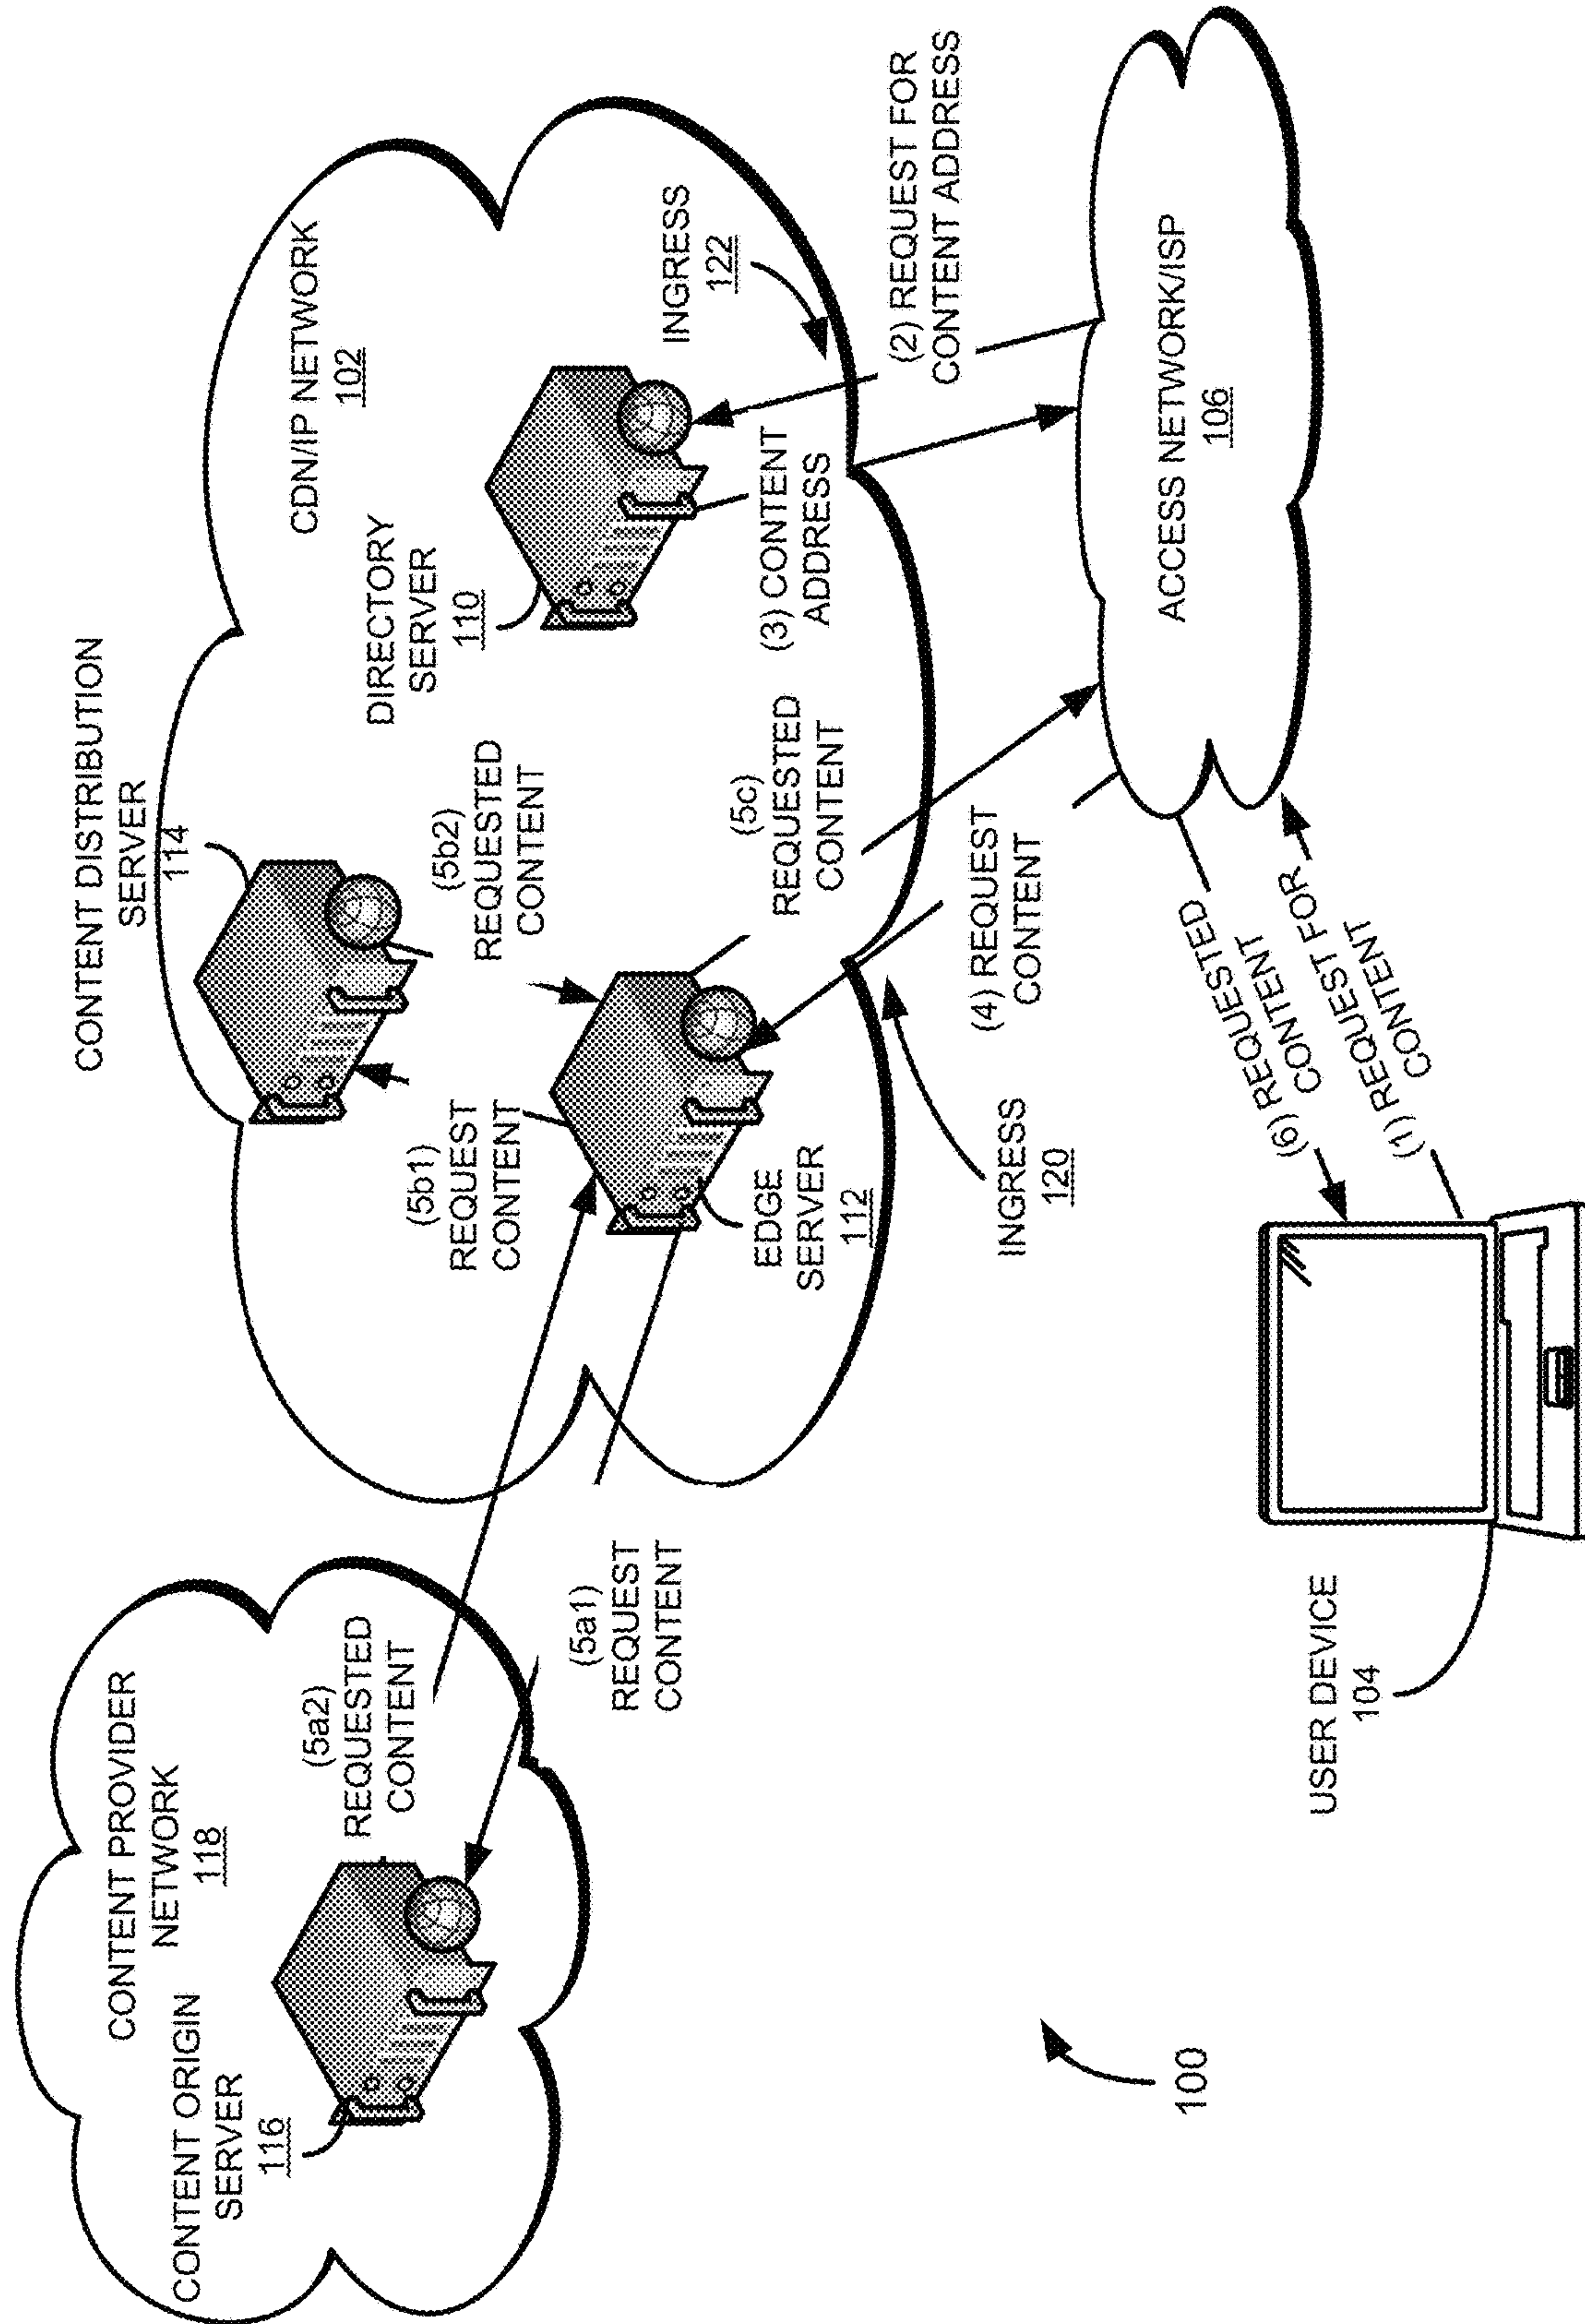 CONTENT PROVIDER
NETWORK
118
CONTENT ORIGIN
SERVER
116
(5a2)
REQUESTED
CONTENT
(5a1)
REQUEST
CONTENT
CONTENT DISTRIBUTION
SERVER
114
CDN/IP NETWORK
102
DIRECTORY
SERVER
110
(5b1)
REQUEST
CONTENT
(5b2)
REQUESTED
CONTENT
EDGE
SERVER
112
(5c)
REQUESTED
CONTENT
(3) CONTENT
ADDRESS
INGRESS
122
(2) REQUEST FOR
CONTENT ADDRESS
(4) REQUEST
CONTENT
INGRESS
120
ACCESS NETWORK/ISP
106
(6) REQUESTED
CONTENT
(1) REQUEST FOR
CONTENT
USER DEVICE
104
100